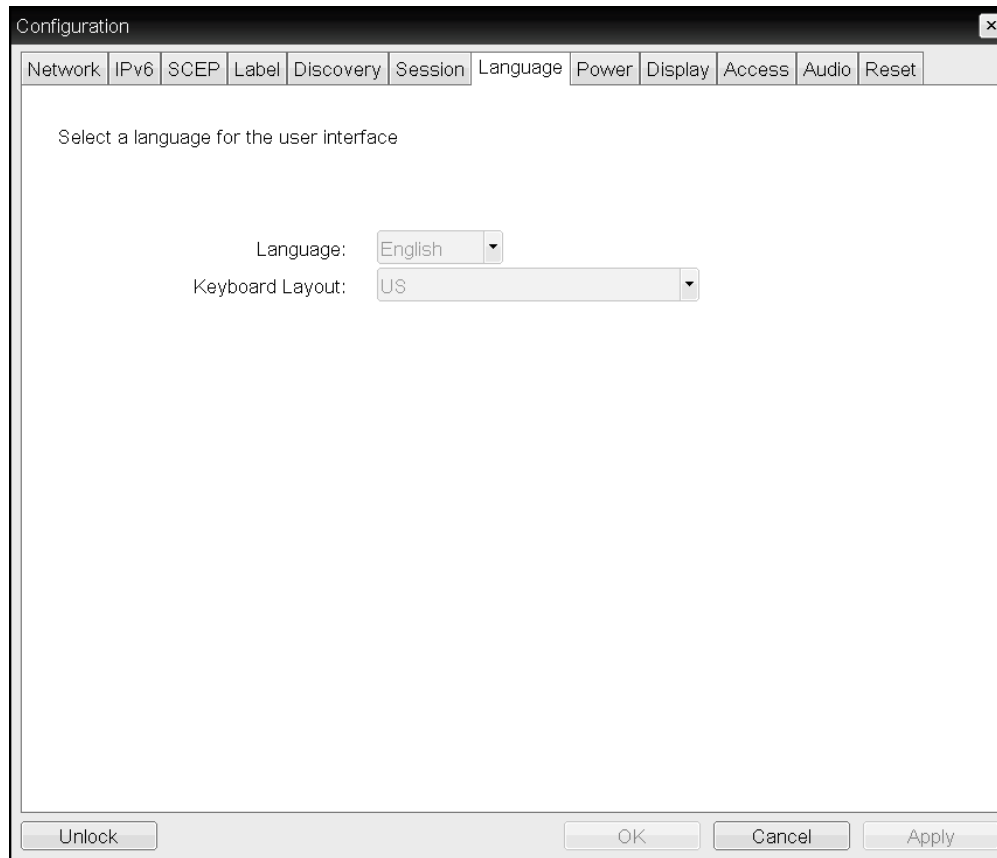 Configuration
Network IPv6 SCEP Label Discovery Session Language Power Display Access Audio Reset
Select a language for the user interface
Language: English
Keyboard Layout: US
Unlock OK Cancel Apply